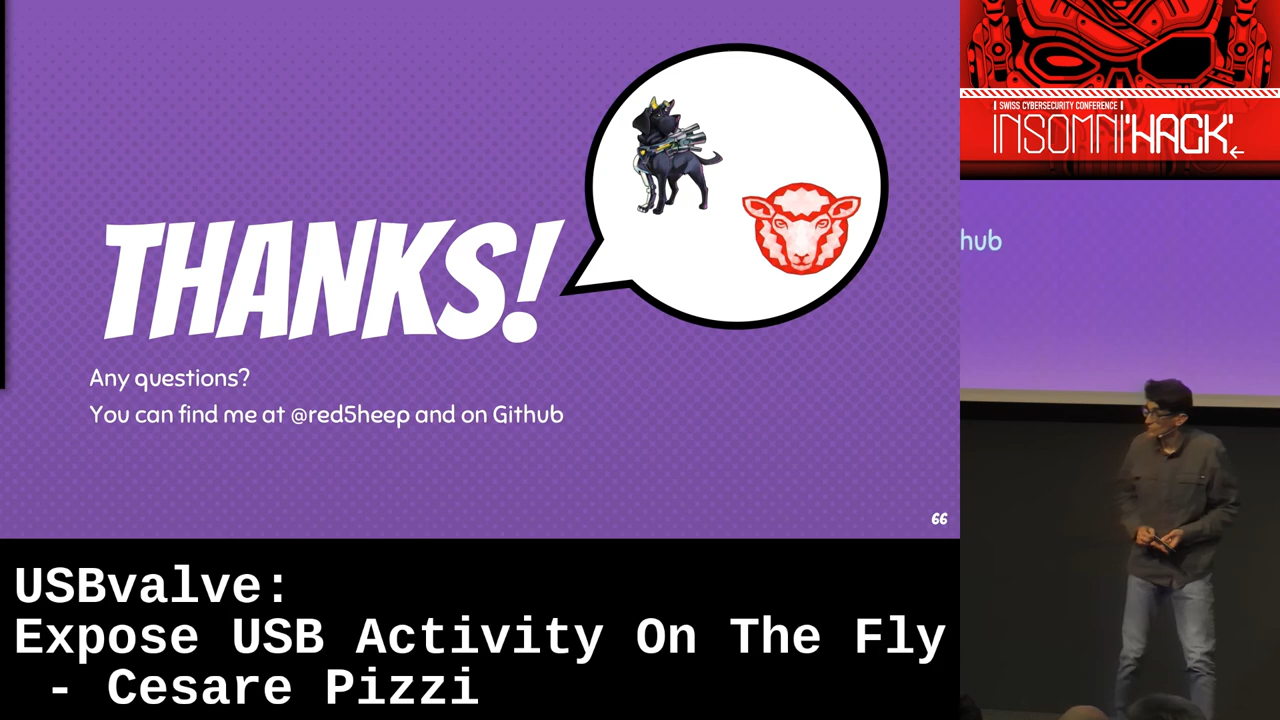 THANKS!
Any questions?
You can find me at @red5heep and on Github
66
SWISS CYBERSECURITY CONFERENCE
INSOMNI'HACK'
hub
USBvalve:
Expose USB Activity On The Fly
- Cesare Pizzi